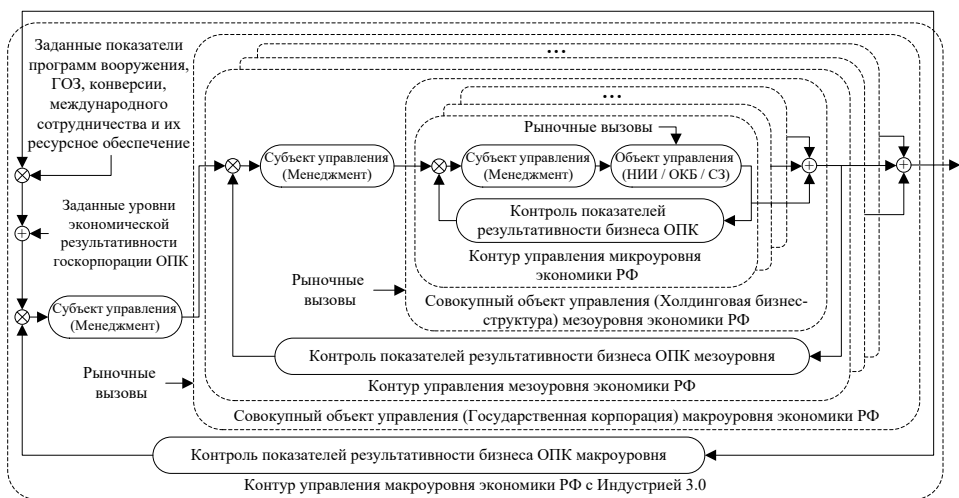 ...
Заданные показатели
программ вооружения,
ГОЗ, конверсии,
международного
сотрудничества и их
ресурсное обеспечение
...
Рыночные вызовы
Субъект управления
(Менеджмент)
Субъект управления
(Менеджмент)
Объект управления
(НИИ / ОКБ / СЗ)
Контроль показателей
результативности бизнеса ОПК
Контур управления микроуровня
экономики РФ
Заданные уровни
экономической
результативности
госкорпорации ОПК
Рыночные
вызовы
Совокупный объект управления (Холдинговая бизнес-
структура) мезоуровня экономики РФ
Субъект управления
(Менеджмент)
Контроль показателей результативности бизнеса ОПК мезоуровня
Рыночные
вызовы
Контур управления мезоуровня экономики РФ
Совокупный объект управления (Государственная корпорация) макроуровня экономики РФ
Контроль показателей результативности бизнеса ОПК макроуровня
Контур управления макроуровня экономики РФ с Индустрией 3.0